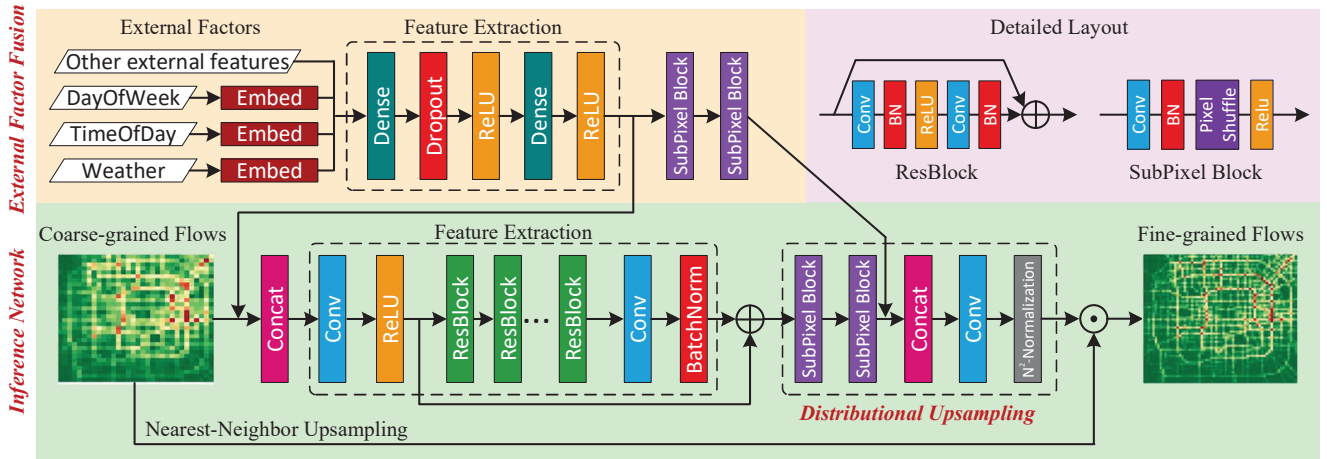 External Factor Fusion
External Factors
Other external features
DayOfWeek
Embed
TimeOfDay
Embed
Weather
Embed
Feature Extraction
Dense
Dropout
ReLU
Dense
ReLU
SubPixel Block
SubPixel Block
Detailed Layout
Conv
BN
ReLU
Conv
BN
ResBlock
Conv
BN
Pixel
Shuffle
Relu
SubPixel Block
Inference Network
Coarse-grained Flows
Concat
Feature Extraction
Conv
ReLU
ResBlock
ResBlock
...
ResBlock
Conv
BatchNorm
SubPixel Block
SubPixel Block
Concat
Conv
N²-Normalization
Distributional Upsampling
Fine-grained Flows
Nearest-Neighbor Upsampling